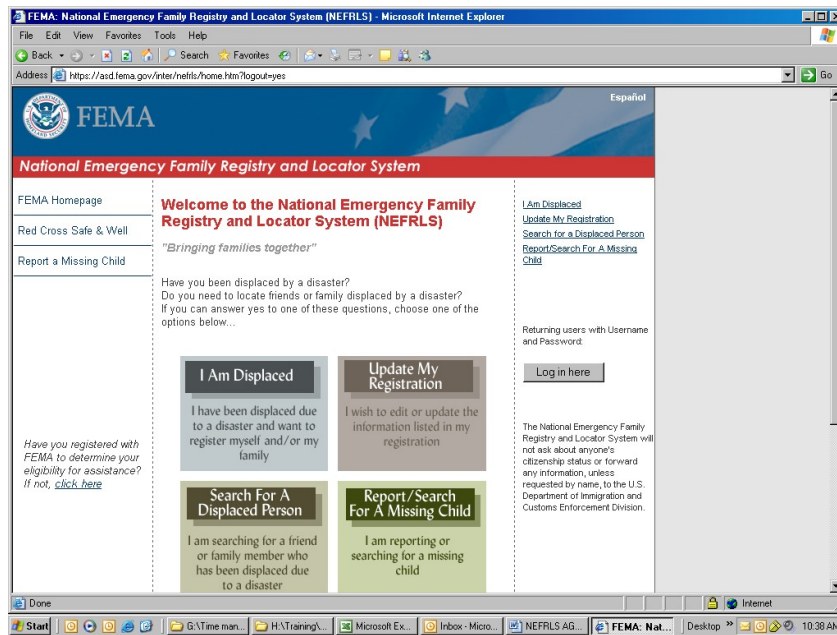 FEMA: National Emergency Family Registry and Locator System (NEFRLS) - Microsoft Internet Explorer
File Edit View Favorites Tools Help
Back Search Favorites
Address https://asd.fema.gov/inter/nefrls/home.htm?logout=yes Go
Español
FEMA
National Emergency Family Registry and Locator System
FEMA Homepage
Red Cross Safe & Well
Report a Missing Child
Have you registered with
FEMA to determine your
eligibility for assistance?
If not, click here
Welcome to the National Emergency Family
Registry and Locator System (NEFRLS)
"Bringing families together"
Have you been displaced by a disaster?
Do you need to locate friends or family displaced by a disaster?
If you can answer yes to one of these questions, choose one of the
options below...
I Am Displaced
I have been displaced due
to a disaster and want to
register myself and/or my
family
Update My
Registration
I wish to edit or update the
information listed in my
registration
Search For A
Displaced Person
I am searching for a friend
or family member who
has been displaced due
to a disaster
Report/Search
For A Missing Child
I am reporting or
searching for a missing
child
I Am Displaced
Update My Registration
Search for a Displaced Person
Report/Search For A Missing
Child
Returning users with Username
and Password:
Log in here
The National Emergency Family
Registry and Locator System will
not ask about anyone's
citizenship status or forward
any information, unless
requested by name, to the U.S.
Department of Immigration and
Customs Enforcement Division.
Done Internet
Start G:\Time man... H:\Training\... Microsoft Ex... Inbox - Micro... NEFRLS AG... FEMA: Nat... Desktop » 10:38 AM